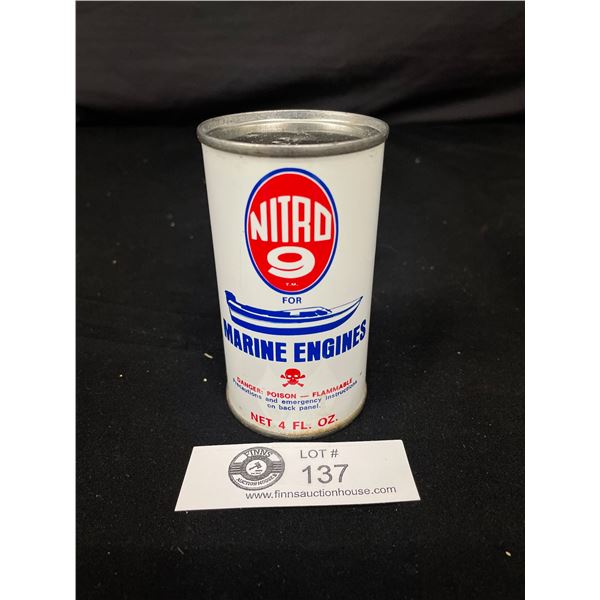 NITRO
9
T.M.
FOR
MARINE ENGINES
DANGER: POISON — FLAMMABLE
Precautions and emergency instructions
on back panel.
NET 4 FL. OZ.
FINNS
AUCTION HOUSE
LOT #
137
www.finnsauctionhouse.com